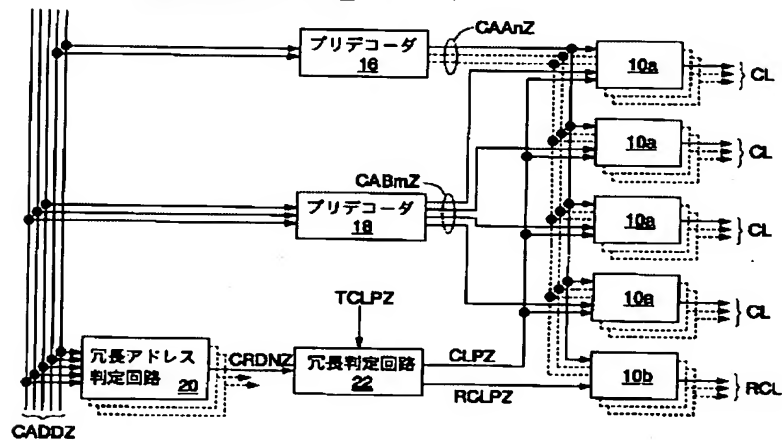 プリデコーダ
16
CAAnZ
10a
CL
10a
CL
CABmZ
プリデコーダ
18
10a
CL
10a
CL
TCLPZ
冗長アドレス
判定回路 20
CRDNZ
冗長判定回路
22
CLPZ
RCLPZ
10b
RCL
CADDZ